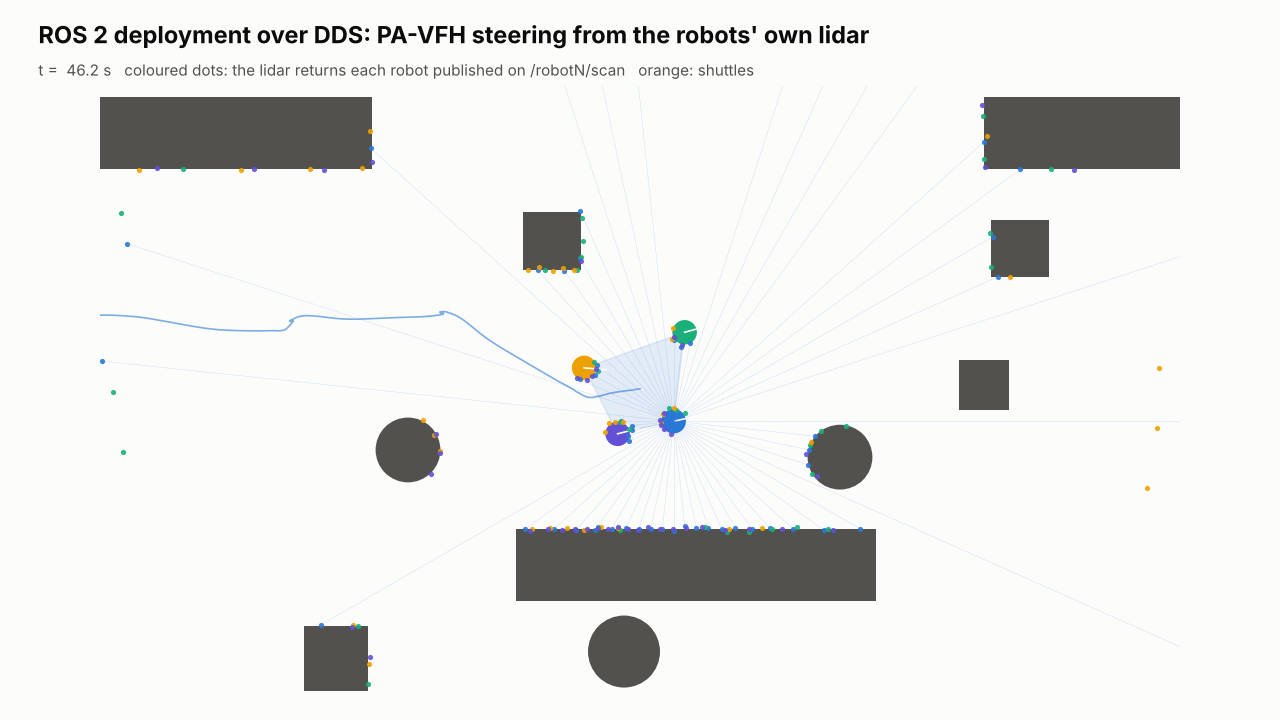 ROS 2 deployment over DDS: PA-VFH steering from the robots' own lidar
t =  46.2 s   coloured dots: the lidar returns each robot published on /robotN/scan   orange: shuttles